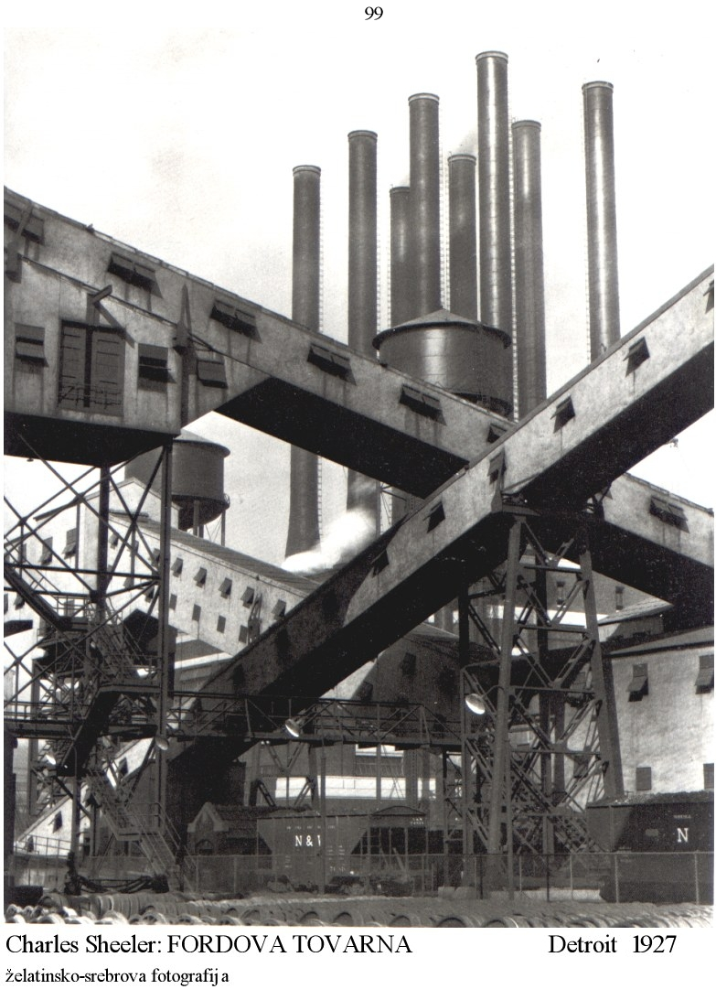 99
N & W
N
Charles Sheeler: FORDOVA TOVARNA Detroit 1927
želatinsko-srebrova fotografija